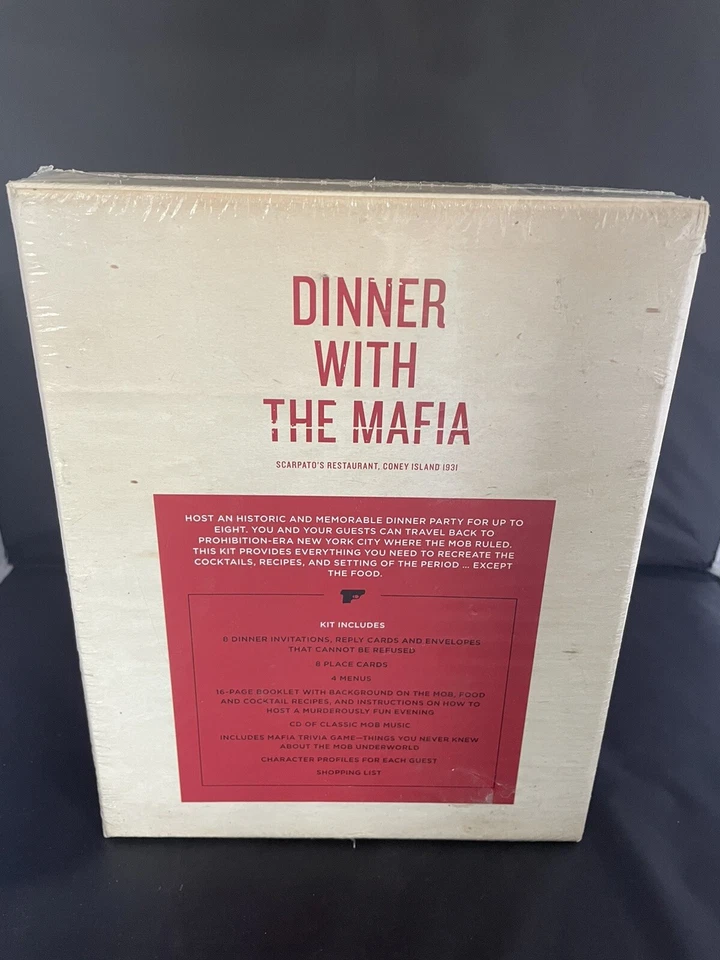 DINNER
WITH
THE MAFIA
SCARPATO'S RESTAURANT, CONEY ISLAND 1931
HOST AN HISTORIC AND MEMORABLE DINNER PARTY FOR UP TO
EIGHT. YOU AND YOUR GUESTS CAN TRAVEL BACK TO
PROHIBITION-ERA NEW YORK CITY WHERE THE MOB RULED.
THIS KIT PROVIDES EVERYTHING YOU NEED TO RECREATE THE
COCKTAILS, RECIPES, AND SETTING OF THE PERIOD ... EXCEPT
THE FOOD.
KIT INCLUDES
8 DINNER INVITATIONS, REPLY CARDS AND ENVELOPES
THAT CANNOT BE REFUSED
8 PLACE CARDS
4 MENUS
16-PAGE BOOKLET WITH BACKGROUND ON THE MOB, FOOD
AND COCKTAIL RECIPES, AND INSTRUCTIONS ON HOW TO
HOST A MURDEROUSLY FUN EVENING
CD OF CLASSIC MOB MUSIC
INCLUDES MAFIA TRIVIA GAME—THINGS YOU NEVER KNEW
ABOUT THE MOB UNDERWORLD
CHARACTER PROFILES FOR EACH GUEST
SHOPPING LIST